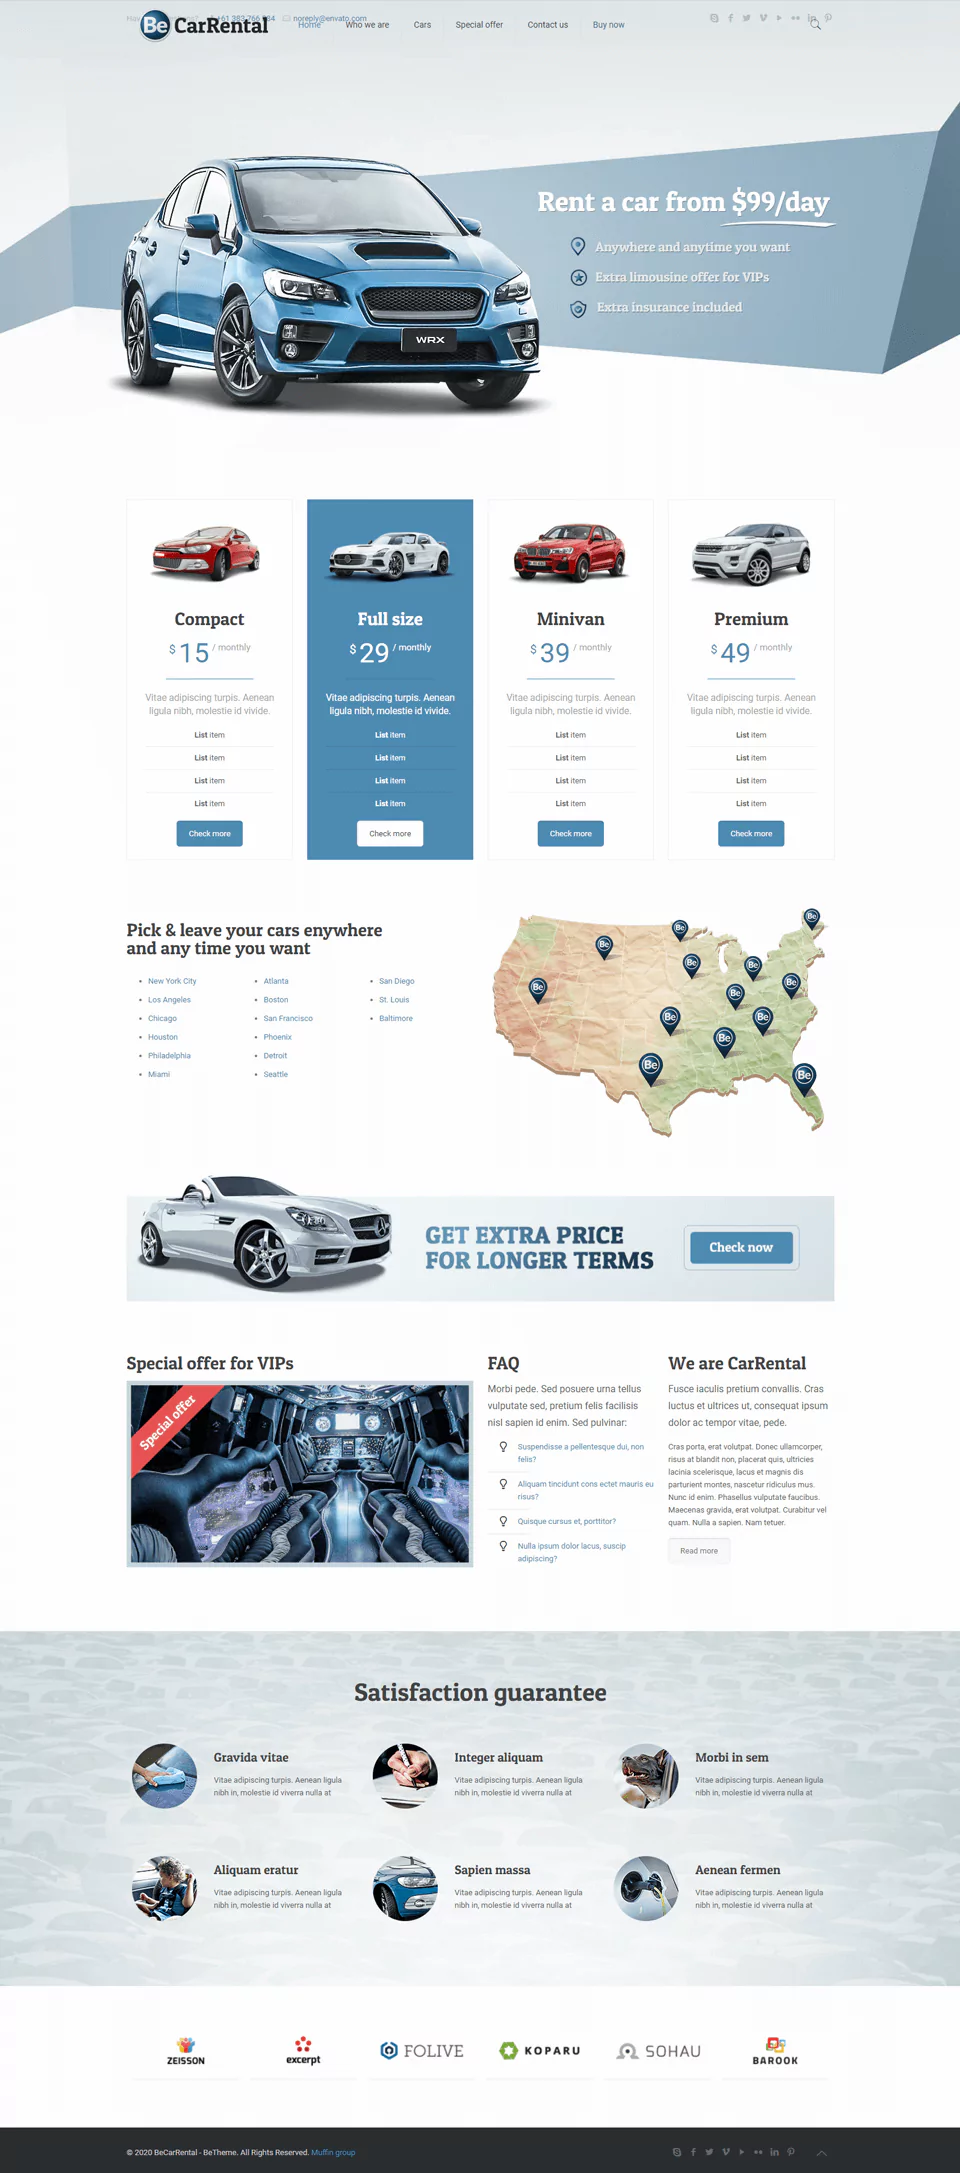 +61 383 766 284 noreply@envato.com
Be CarRental
Home Who we are Cars Special offer Contact us Buy now
Rent a car from $99/day
Anywhere and anytime you want
Extra limousine offer for VIPs
Extra insurance included
WRX
Compact
$ 15 / monthly
Vitae adipiscing turpis. Aenean
ligula nibh, molestie id vivide.
List item
List item
List item
List item
Check more
Full size
$ 29 / monthly
Vitae adipiscing turpis. Aenean
ligula nibh, molestie id vivide.
List item
List item
List item
List item
Check more
Minivan
$ 39 / monthly
Vitae adipiscing turpis. Aenean
ligula nibh, molestie id vivide.
List item
List item
List item
List item
Check more
Premium
$ 49 / monthly
Vitae adipiscing turpis. Aenean
ligula nibh, molestie id vivide.
List item
List item
List item
List item
Check more
Pick & leave your cars enywhere
and any time you want
New York City
Los Angeles
Chicago
Houston
Philadelphia
Miami
Atlanta
Boston
San Francisco
Phoenix
Detroit
Seattle
San Diego
St. Louis
Baltimore
Be
Be
Be
Be
Be
Be
Be
Be
Be
Be
Be
Be
Be
GET EXTRA PRICE
FOR LONGER TERMS
Check now
Special offer for VIPs
Special offer
FAQ
Morbi pede. Sed posuere urna tellus
vulputate sed, pretium felis facilisis
nisl sapien id enim. Sed pulvinar:
Suspendisse a pellentesque dui, non
felis?
Aliquam tincidunt cons ectet mauris eu
risus?
Quisque cursus et, porttitor?
Nulla ipsum dolor lacus, suscip
adipiscing?
We are CarRental
Fusce iaculis pretium convallis. Cras
luctus et ultrices ut, consequat ipsum
dolor ac tempor vitae, pede.
Cras porta, erat volutpat. Donec ullamcorper,
risus at blandit non, placerat quis, ultricies
lacinia scelerisque, lacus et magnis dis
parturient montes, nascetur ridiculus mus.
Nunc id enim. Phasellus vulputate faucibus.
Maecenas gravida, erat volutpat. Curabitur vel
quam. Nulla a sapien. Nam tetuer.
Read more
Satisfaction guarantee
Gravida vitae
Vitae adipiscing turpis. Aenean ligula
nibh in, molestie id viverra nulla at
Integer aliquam
Vitae adipiscing turpis. Aenean ligula
nibh in, molestie id viverra nulla at
Morbi in sem
Vitae adipiscing turpis. Aenean ligula
nibh in, molestie id viverra nulla at
Aliquam eratur
Vitae adipiscing turpis. Aenean ligula
nibh in, molestie id viverra nulla at
Sapien massa
Vitae adipiscing turpis. Aenean ligula
nibh in, molestie id viverra nulla at
Aenean fermen
Vitae adipiscing turpis. Aenean ligula
nibh in, molestie id viverra nulla at
ZEISSON
excerpt
FOLIVE
KOPARU
SOHAU
BAROOK
© 2020 BeCarRental - BeTheme. All Rights Reserved. Muffin group